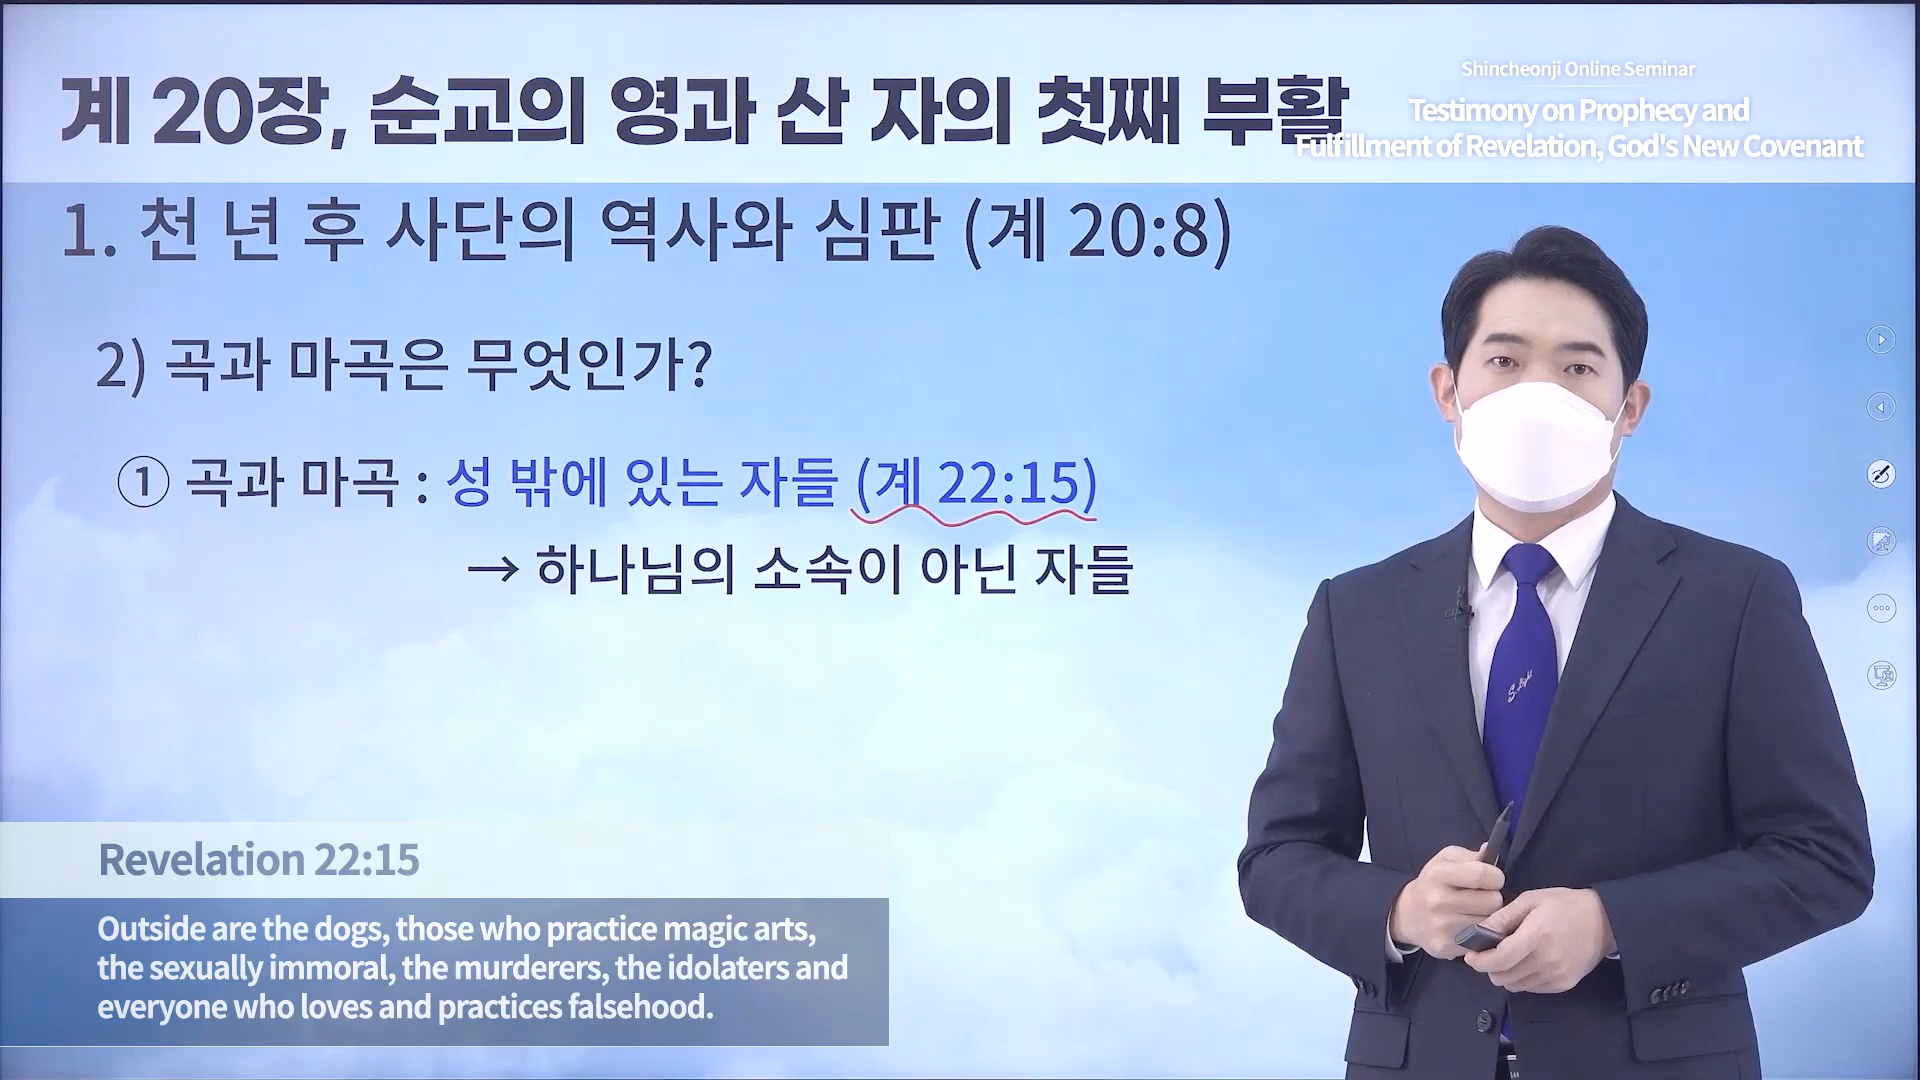 계 20장, 순교의 영과 산 자의 첫째 부활
Shincheonji Online Seminar
Testimony on Prophecy and
Fulfillment of Revelation, God's New Covenant
1. 천 년 후 사단의 역사와 심판 (계 20:8)
2) 곡과 마곡은 무엇인가?
① 곡과 마곡 : 성 밖에 있는 자들 (계 22:15)
→ 하나님의 소속이 아닌 자들
S. Light
Revelation 22:15
Outside are the dogs, those who practice magic arts,
the sexually immoral, the murderers, the idolaters and
everyone who loves and practices falsehood.